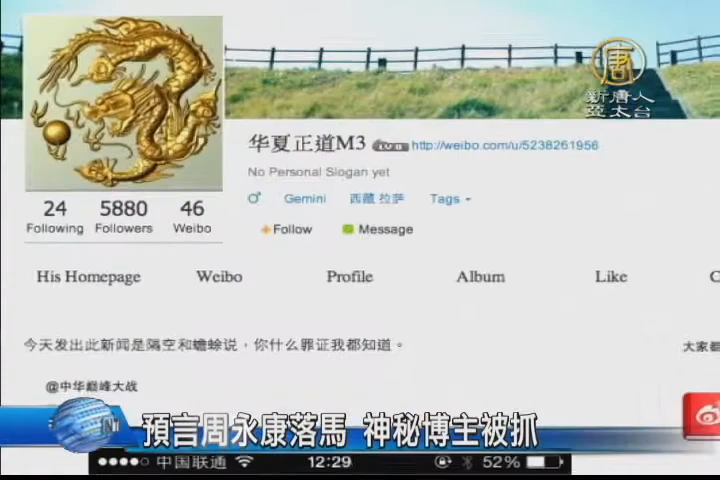 唐
新唐人
亞太台
华夏正道M3 http://weibo.com/u/5238261956
No Personal Slogan yet
♂ Gemini 西藏 拉萨 Tags
24 5880 46
Following Followers Weibo
+Follow Message
His Homepage Weibo Profile Album Like C
今天发出此新闻是隔空和蟾蜍说，你什么罪证我都知道。
大家都
@中华巅峰大战
預言周永康落馬 神秘博主被抓
中国联通 12:29 52%